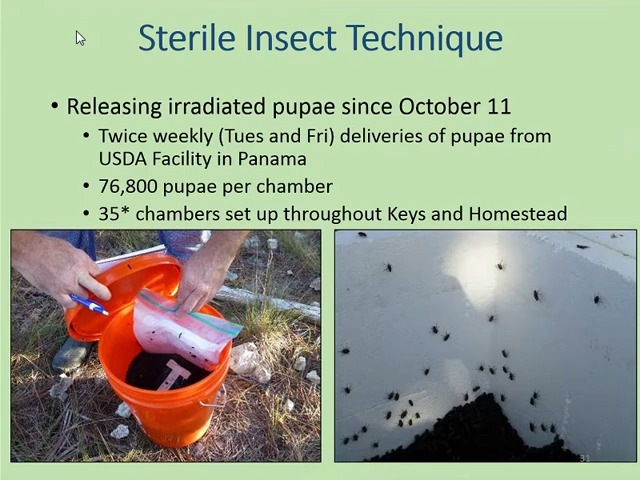 Sterile Insect Technique
• Releasing irradiated pupae since October 11
• Twice weekly (Tues and Fri) deliveries of pupae from
USDA Facility in Panama
• 76,800 pupae per chamber
• 35* chambers set up throughout Keys and Homestead
31